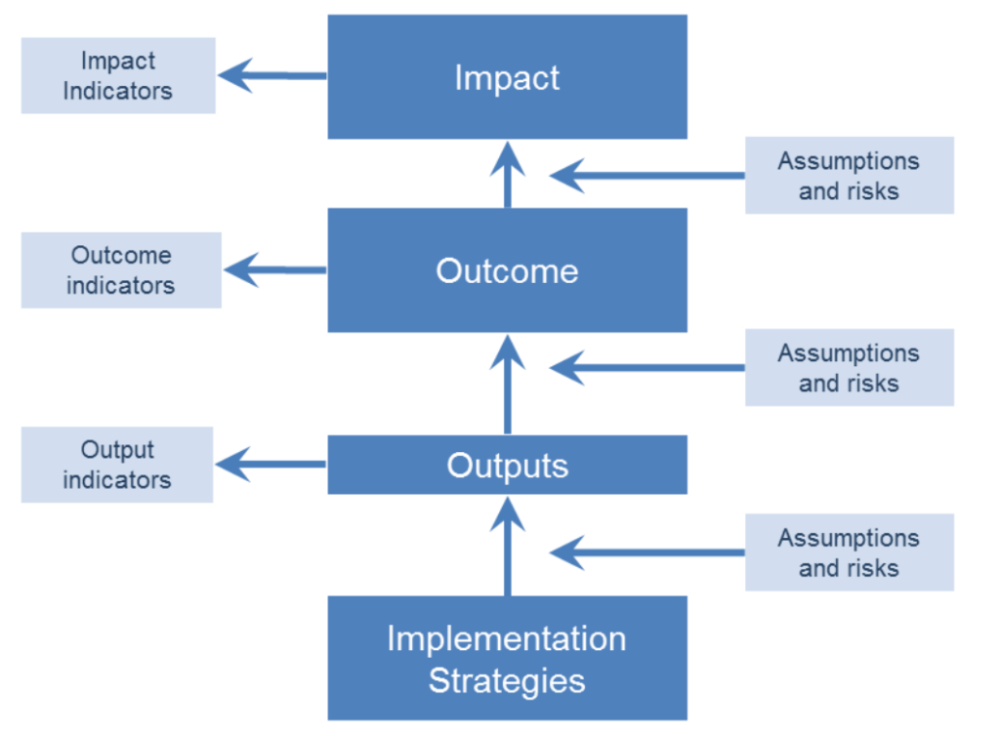 Impact
Indicators
Impact
Assumptions
and risks
Outcome
indicators
Outcome
Assumptions
and risks
Output
indicators
Outputs
Assumptions
and risks
Implementation
Strategies